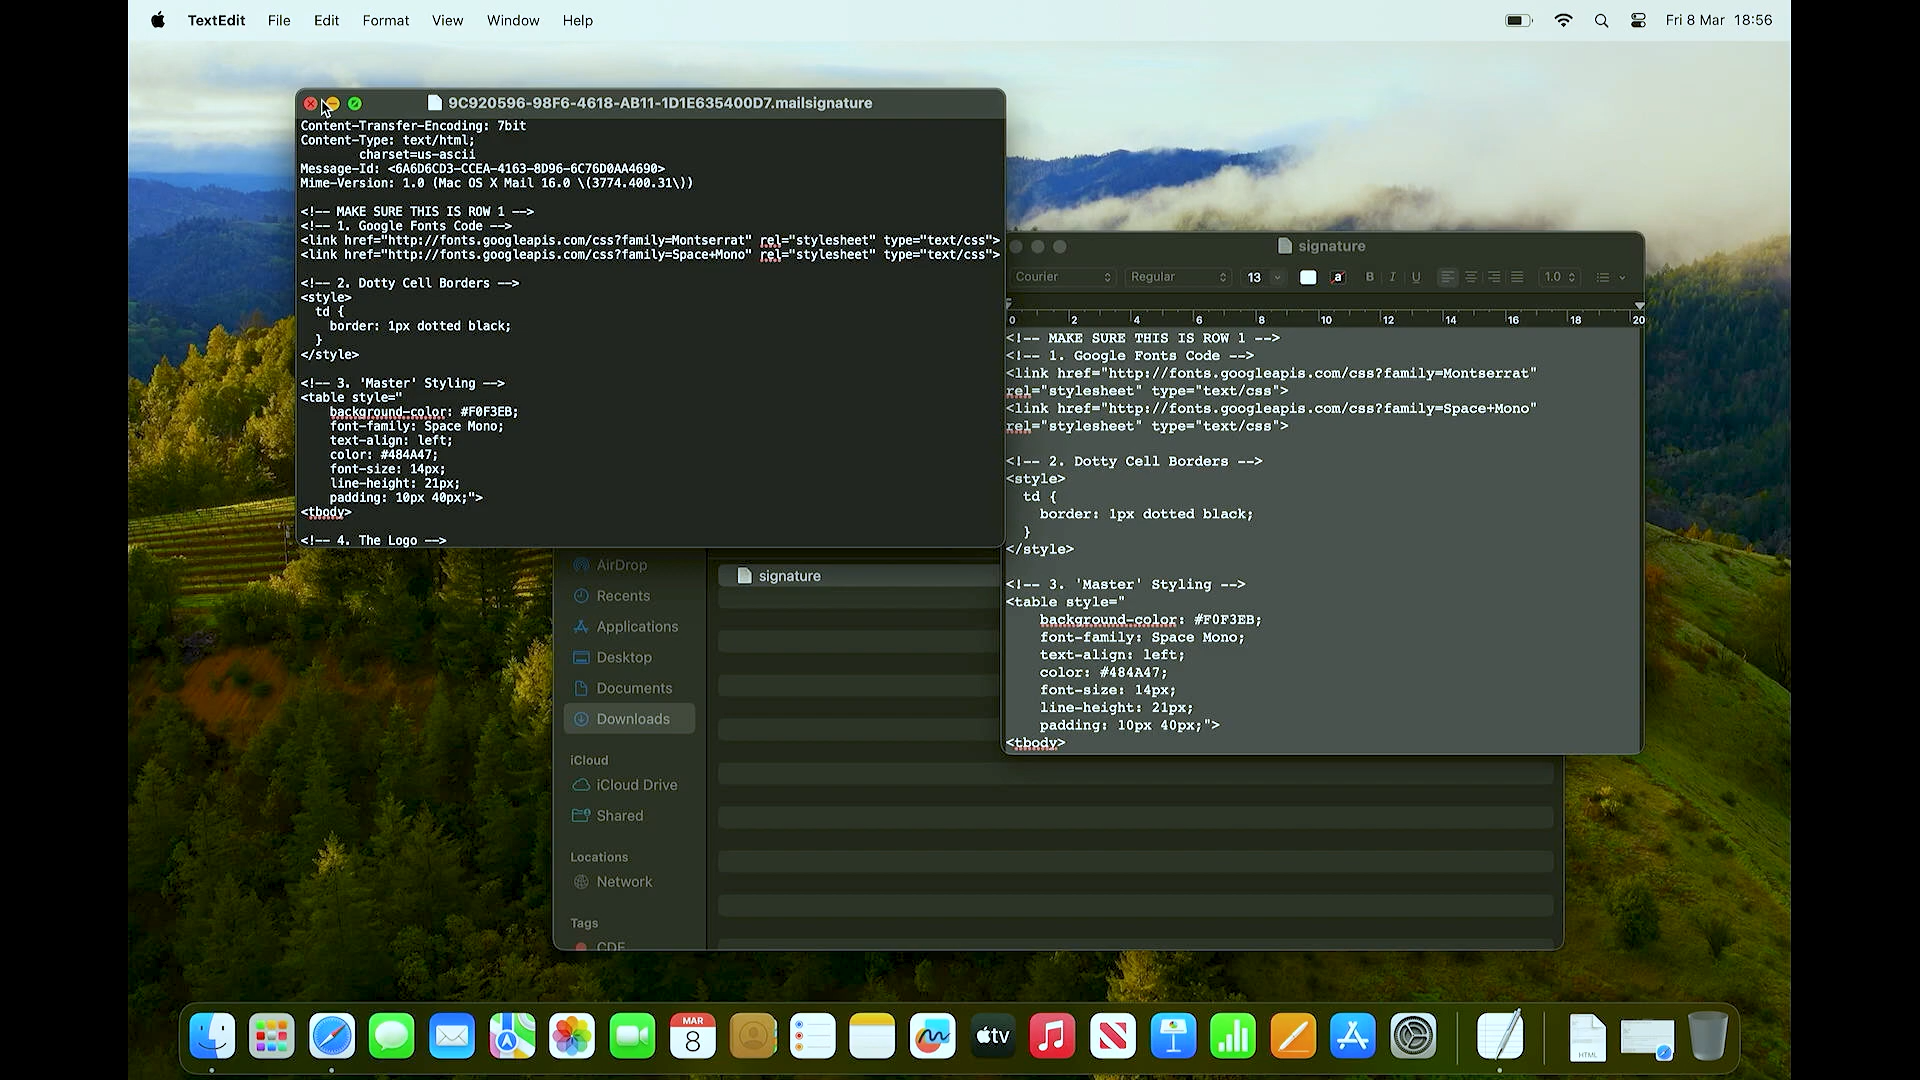 TextEdit File Edit Format View Window Help
Fri 8 Mar 18:56
9C920596-98F6-4618-AB11-1D1E635400D7.mailsignature
Content-Transfer-Encoding: 7bit
Content-Type: text/html;
charset=us-ascii
Message-Id: <6A6D6CD3-CCEA-4163-8D96-6C76D0AA4690>
Mime-Version: 1.0 (Mac OS X Mail 16.0 \(3774.400.31\))
<!-- MAKE SURE THIS IS ROW 1 -->
<!-- 1. Google Fonts Code -->
<link href="http://fonts.googleapis.com/css?family=Montserrat" rel="stylesheet" type="text/css">
<link href="http://fonts.googleapis.com/css?family=Space+Mono" rel="stylesheet" type="text/css">
<!-- 2. Dotty Cell Borders -->
<style>
td {
border: 1px dotted black;
}
</style>
<!-- 3. 'Master' Styling -->
<table style="
background-color: #F0F3EB;
font-family: Space Mono;
text-align: left;
color: #484A47;
font-size: 14px;
line-height: 21px;
padding: 10px 40px;">
<tbody>
<!-- 4. The Logo -->
signature
Courier Regular 13 a B I U 1.0
0 2 4 6 8 10 12 14 16 18 20
<!-- MAKE SURE THIS IS ROW 1 -->
<!-- 1. Google Fonts Code -->
<link href="http://fonts.googleapis.com/css?family=Montserrat"
rel="stylesheet" type="text/css">
<link href="http://fonts.googleapis.com/css?family=Space+Mono"
rel="stylesheet" type="text/css">
<!-- 2. Dotty Cell Borders -->
<style>
td {
border: 1px dotted black;
}
</style>
<!-- 3. 'Master' Styling -->
<table style="
background-color: #F0F3EB;
font-family: Space Mono;
text-align: left;
color: #484A47;
font-size: 14px;
line-height: 21px;
padding: 10px 40px;">
<tbody>
AirDrop
Recents
Applications
Desktop
Documents
Downloads
iCloud
iCloud Drive
Shared
Locations
Network
Tags
CDF
signature
MAR
8
tv
HTML